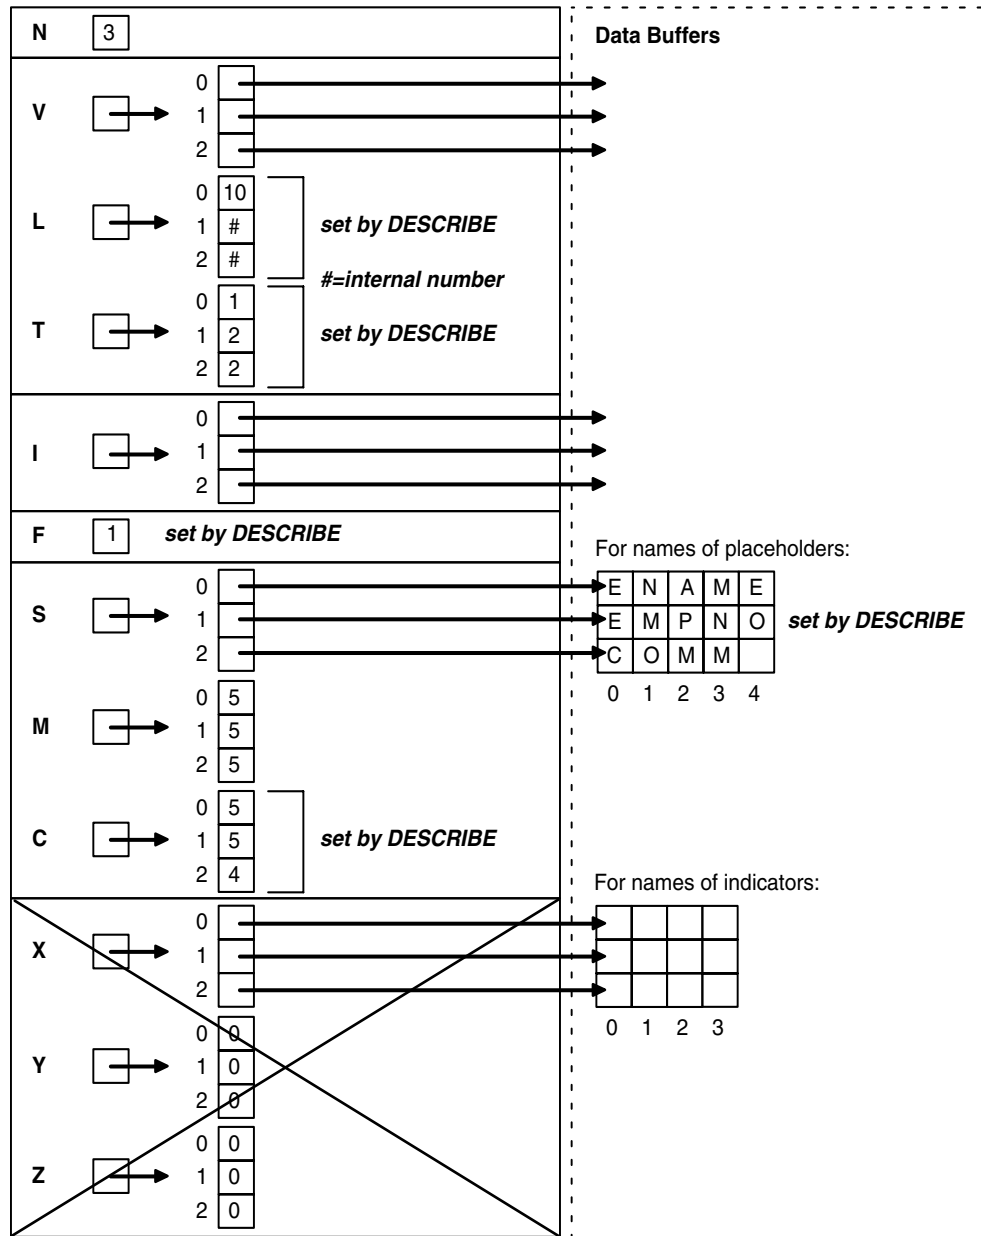 N 3
Data Buffers
0
V 1
2
0 10
L 1 # set by DESCRIBE
2 #
#=internal number
0 1
T 1 2 set by DESCRIBE
2 2
0
I 1
2
F 1 set by DESCRIBE
For names of placeholders:
0 E N A M E
S 1 E M P N O set by DESCRIBE
2 C O M M
0 1 2 3 4
0 5
M 1 5
2 5
0 5
C 1 5 set by DESCRIBE
2 4
For names of indicators:
0
X 1
2
0 1 2 3
0 0
Y 1 0
2 0
0 0
Z 1 0
2 0